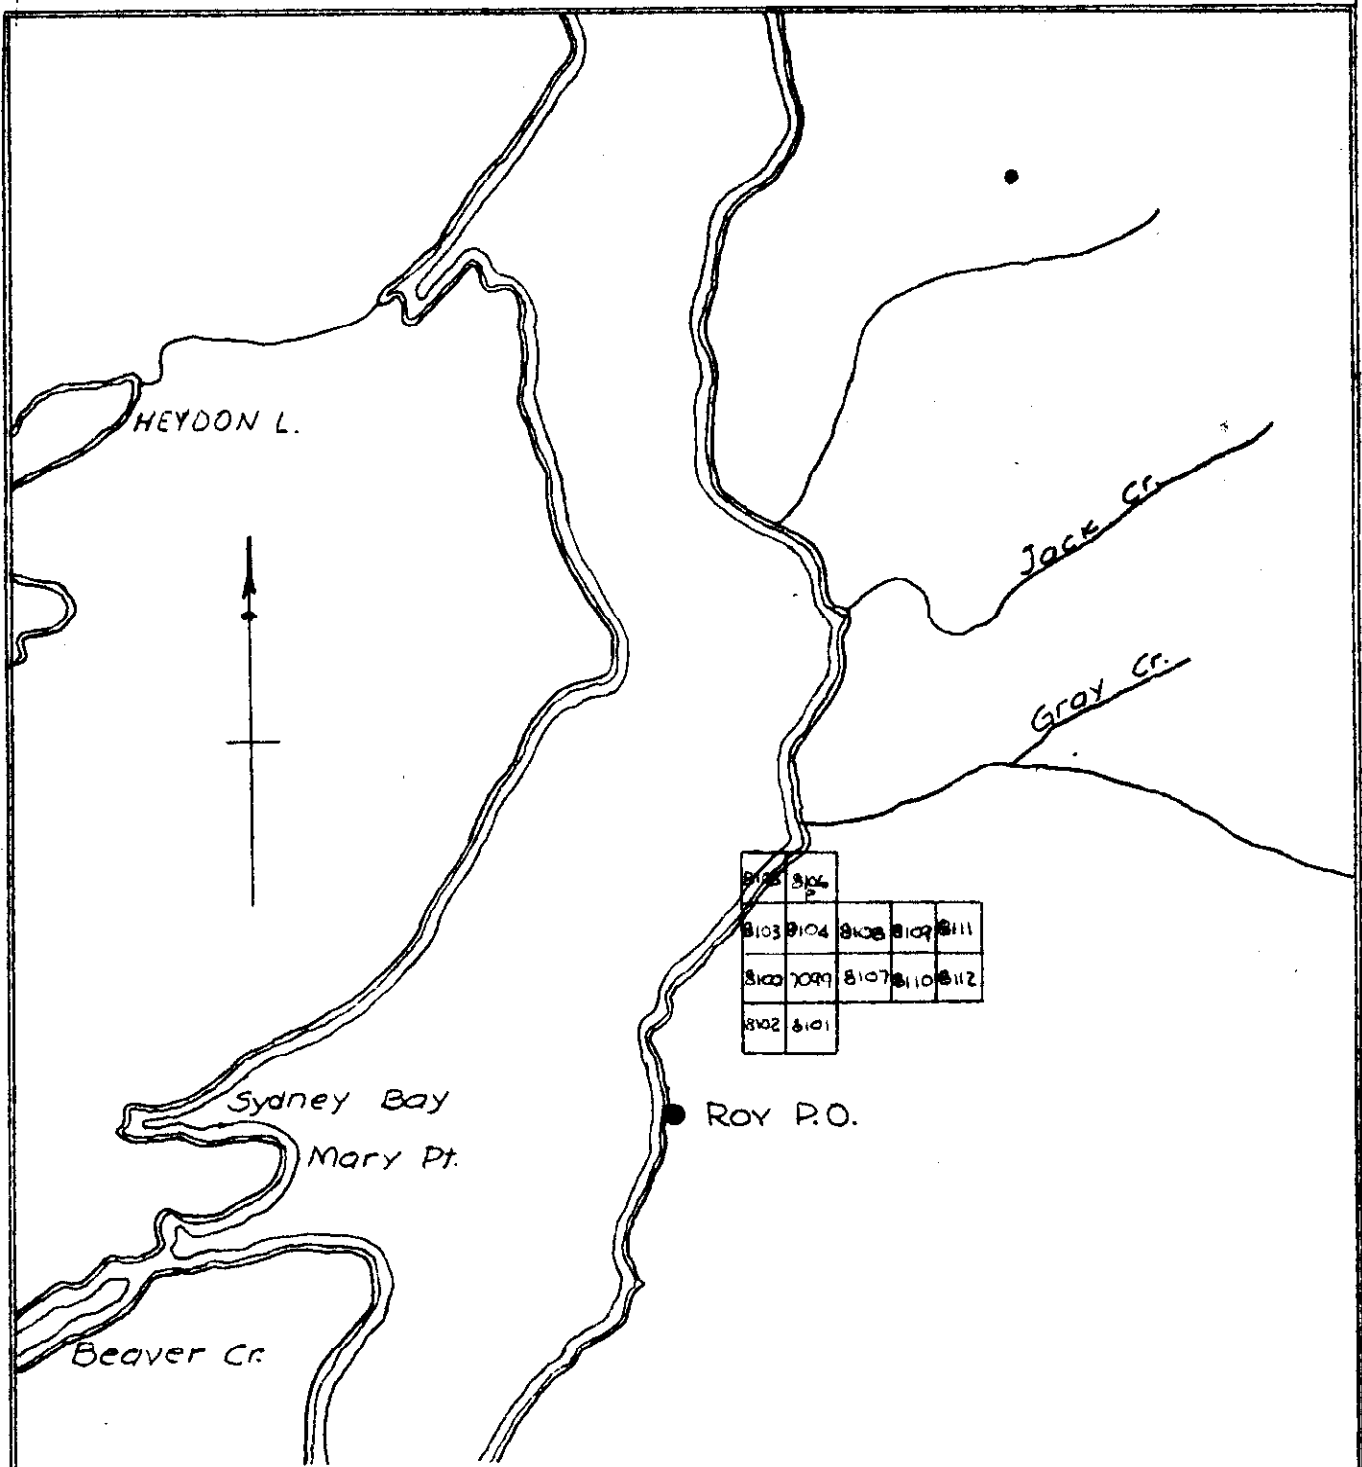 HEYDON L.
Jack Cr.
Gray Cr.
8106
8103 8104 8108 8109 8111
8100 7099 8107 8110 8112
8102 8101
Sydney Bay
Roy P.O.
Mary Pt.
Beaver Cr.